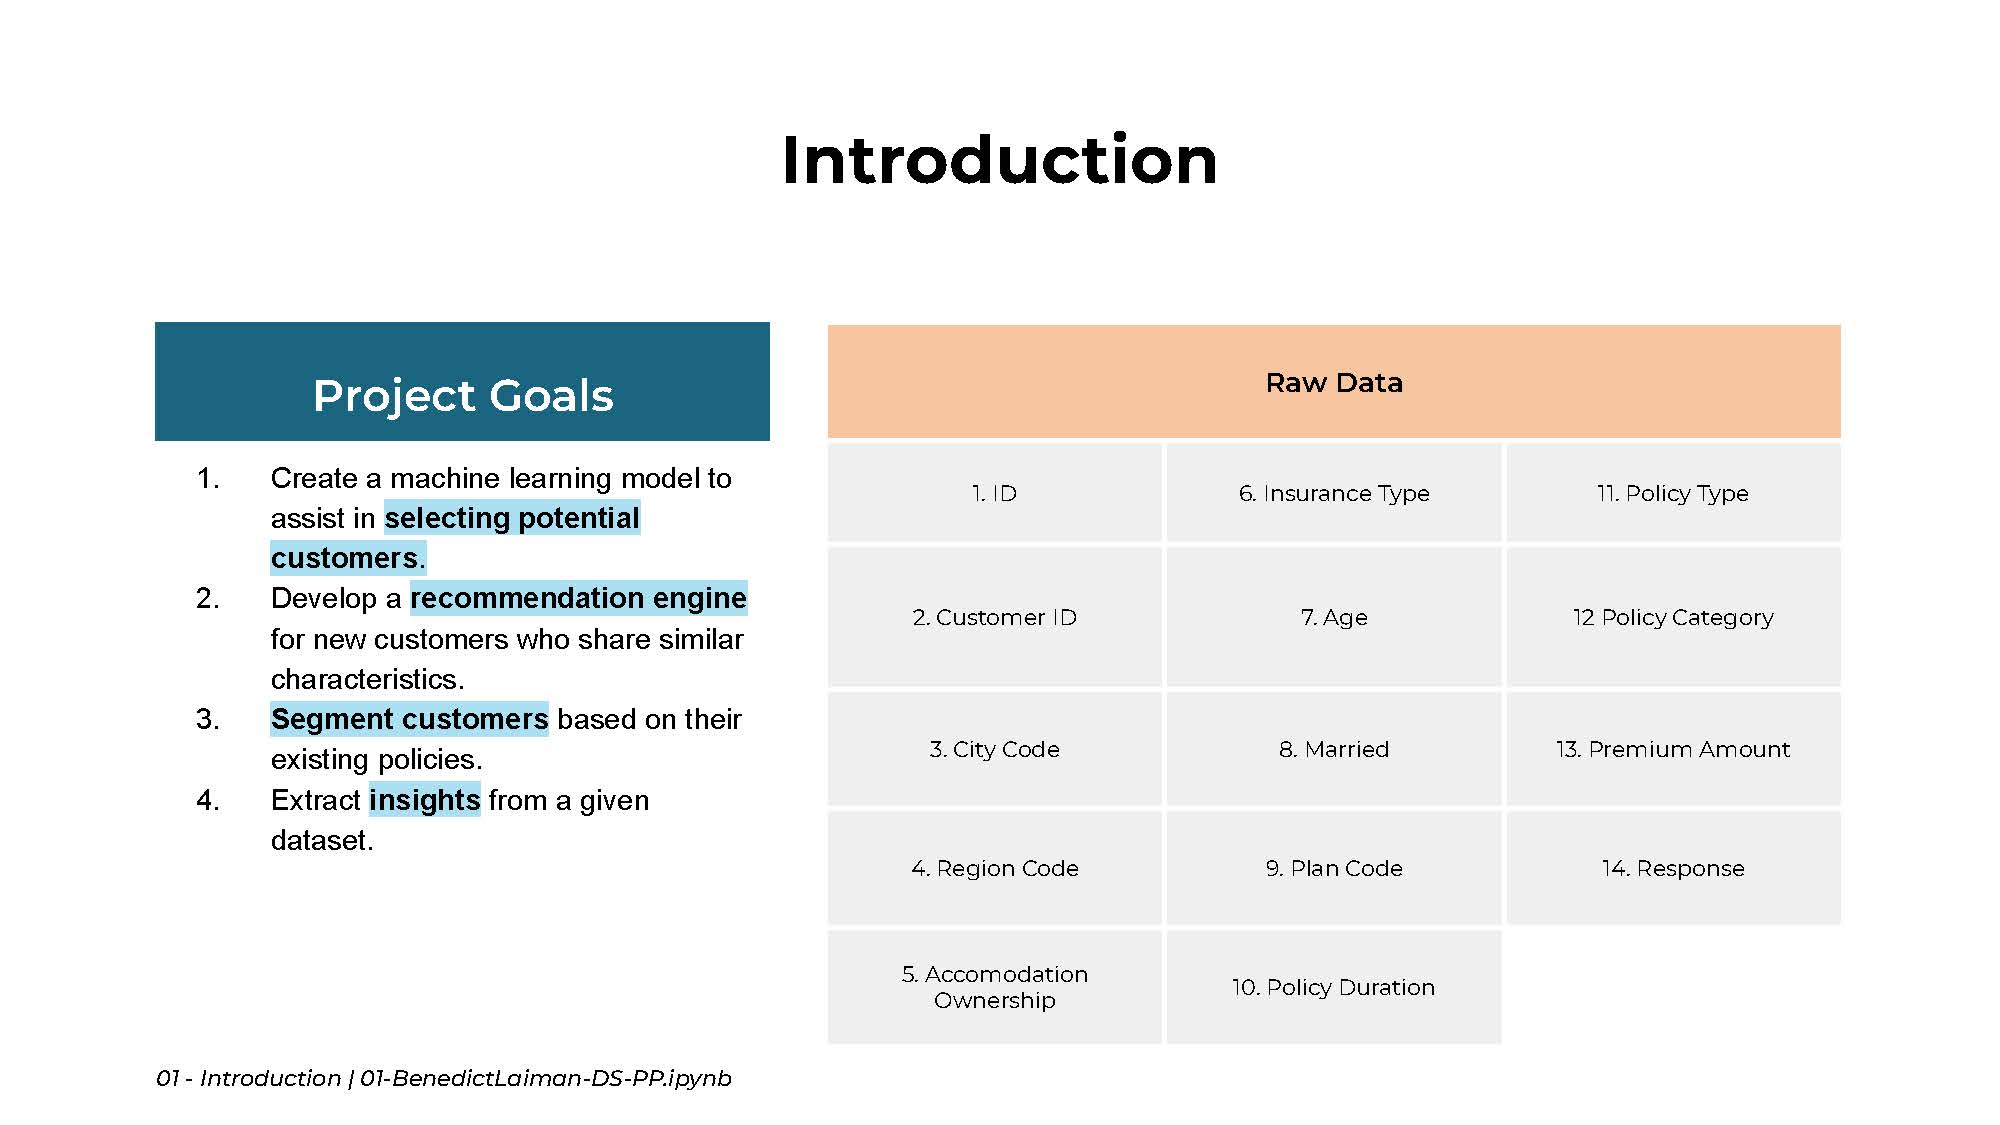 Introduction
Project Goals
1. Create a machine learning model to
assist in selecting potential
customers.
2. Develop a recommendation engine
for new customers who share similar
characteristics.
3. Segment customers based on their
existing policies.
4. Extract insights from a given
dataset.
Raw Data
1. ID
6. Insurance Type
11. Policy Type
2. Customer ID
7. Age
12 Policy Category
3. City Code
8. Married
13. Premium Amount
4. Region Code
9. Plan Code
14. Response
5. Accomodation
Ownership
10. Policy Duration
01 - Introduction | 01-BenedictLaiman-DS-PP.ipynb